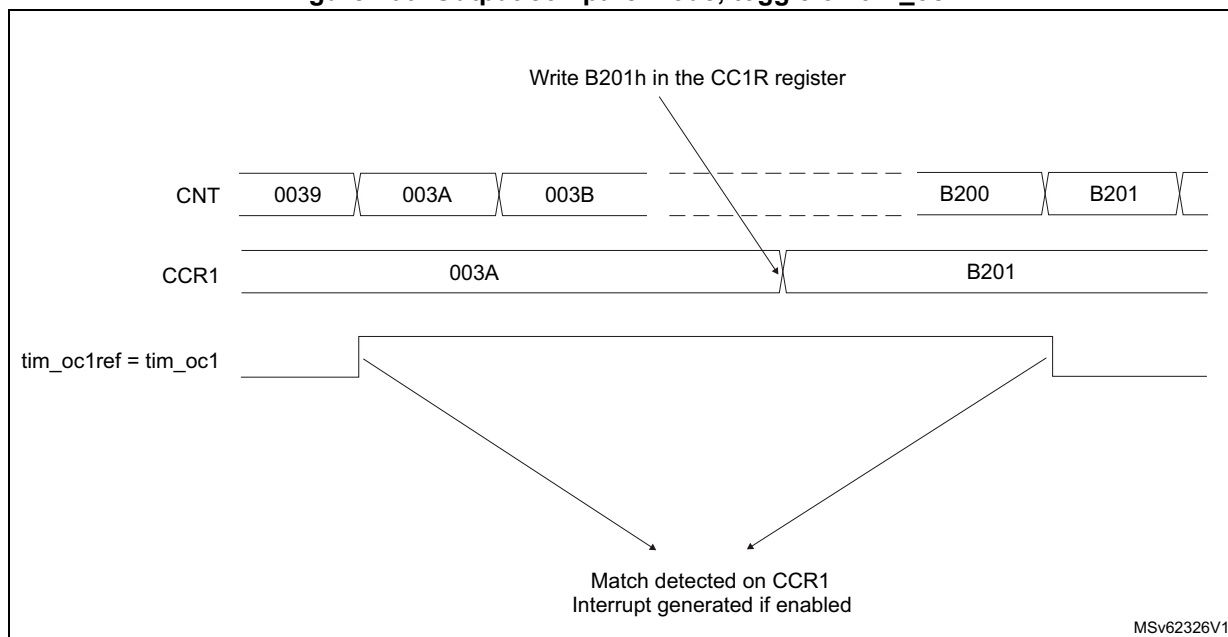 Write B201h in the CC1R register
CNT 0039 003A 003B B200 B201
CCR1 003A B201
tim_oc1ref = tim_oc1
Match detected on CCR1
Interrupt generated if enabled
MSv62326V1